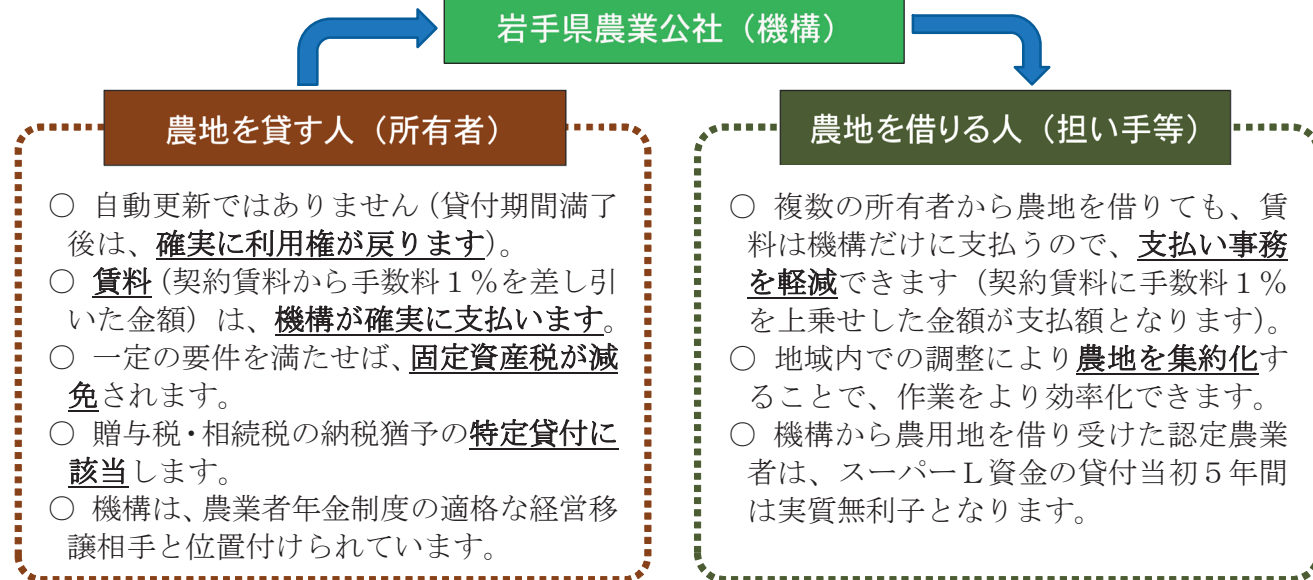 岩手県農業公社（機構）
農地を貸す人（所有者）
○ 自動更新ではありません（貸付期間満了
後は、確実に利用権が戻ります）。
○ 賃料（契約賃料から手数料１％を差し引
いた金額）は、機構が確実に支払います。
○ 一定の要件を満たせば、固定資産税が減
免されます。
○ 贈与税・相続税の納税猶予の特定貸付に
該当します。
○ 機構は、農業者年金制度の適格な経営移
譲相手と位置付けられています。
農地を借りる人（担い手等）
○ 複数の所有者から農地を借りても、賃
料は機構だけに支払うので、支払い事務
を軽減できます（契約賃料に手数料１％
を上乗せした金額が支払額となります）。
○ 地域内での調整により農地を集約化す
ることで、作業をより効率化できます。
○ 機構から農用地を借り受けた認定農業
者は、スーパーＬ資金の貸付当初５年間
は実質無利子となります。